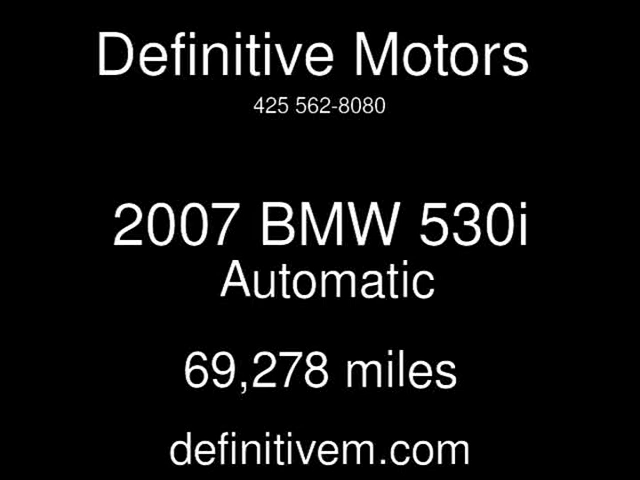 Definitive Motors
425 562-8080
2007 BMW 530i
Automatic
69,278 miles
definitivem.com